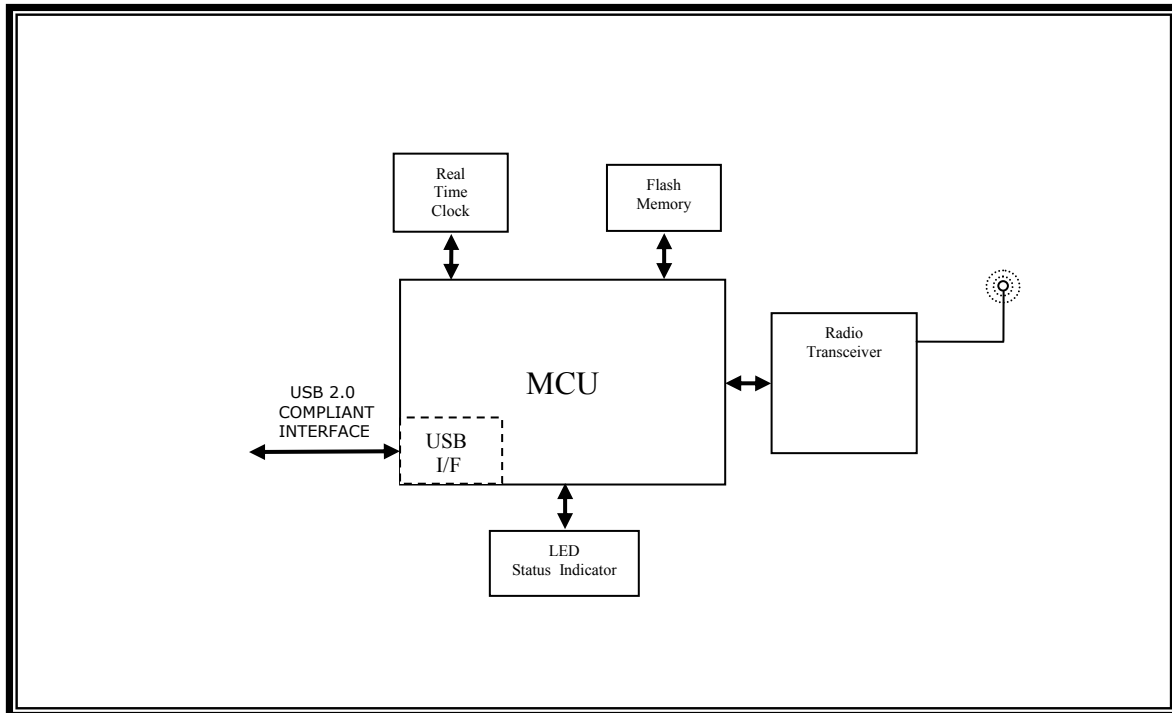 Real
Time
Clock
Flash
Memory
Radio
Transceiver
MCU
USB 2.0
COMPLIANT
INTERFACE
USB
I/F
LED
Status Indicator